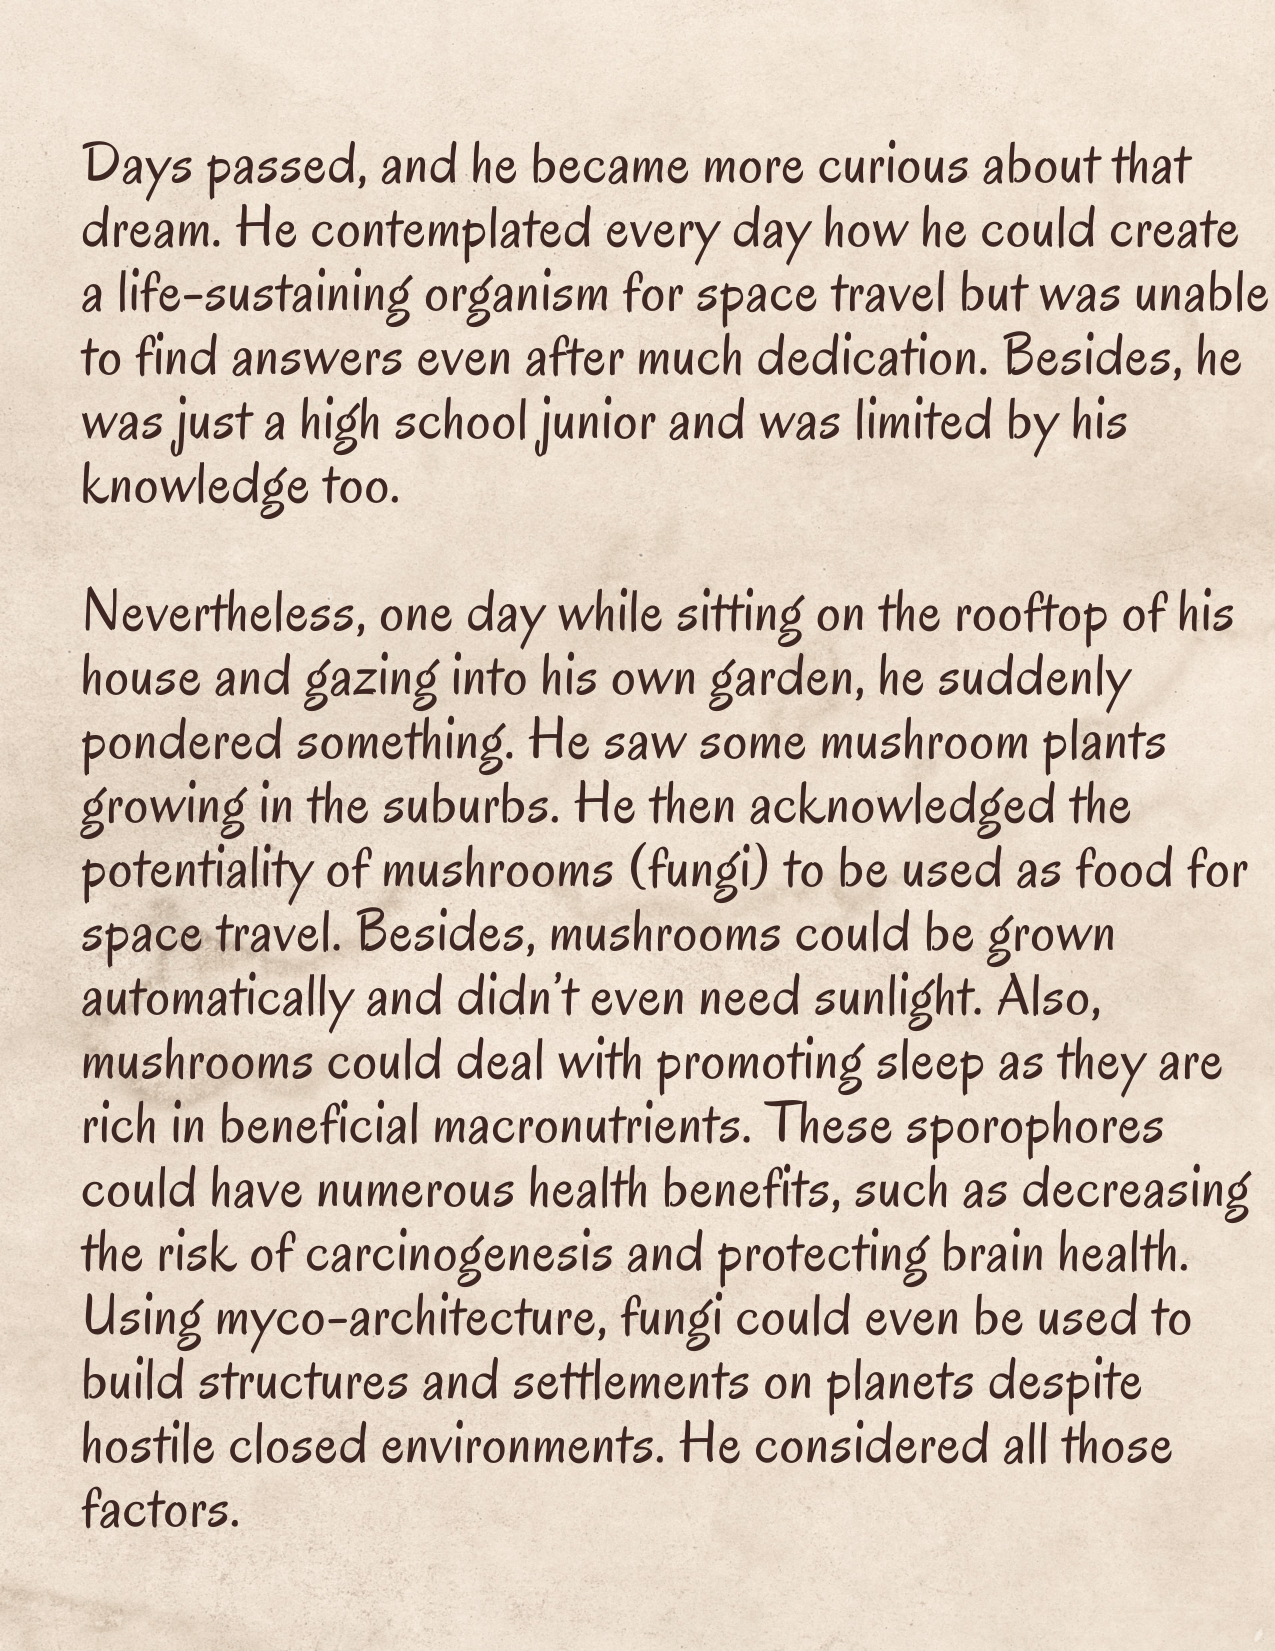 Days passed, and he became more curious about that
dream. He contemplated every day how he could create
a life-sustaining organism for space travel but was unable
to find answers even after much dedication. Besides, he
was just a high school junior and was limited by his
knowledge too.
Nevertheless, one day while sitting on the rooftop of his
house and gazing into his own garden, he suddenly
pondered something. He saw some mushroom plants
growing in the suburbs. He then acknowledged the
potentiality of mushrooms (fungi) to be used as food for
space travel. Besides, mushrooms could be grown
automatically and didn't even need sunlight. Also,
mushrooms could deal with promoting sleep as they are
rich in beneficial macronutrients. These sporophores
could have numerous health benefits, such as decreasing
the risk of carcinogenesis and protecting brain health.
Using myco-architecture, fungi could even be used to
build structures and settlements on planets despite
hostile closed environments. He considered all those
factors.